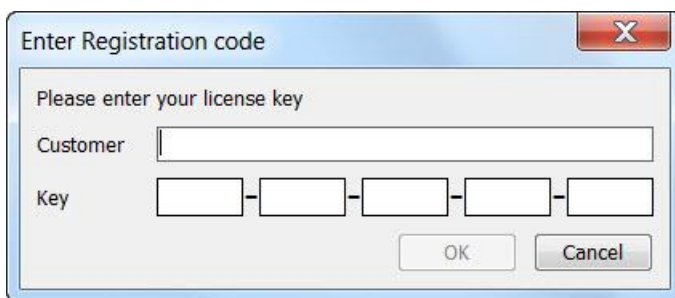 Enter Registration code
X
Please enter your license key
Customer
Key - - - -
OK Cancel